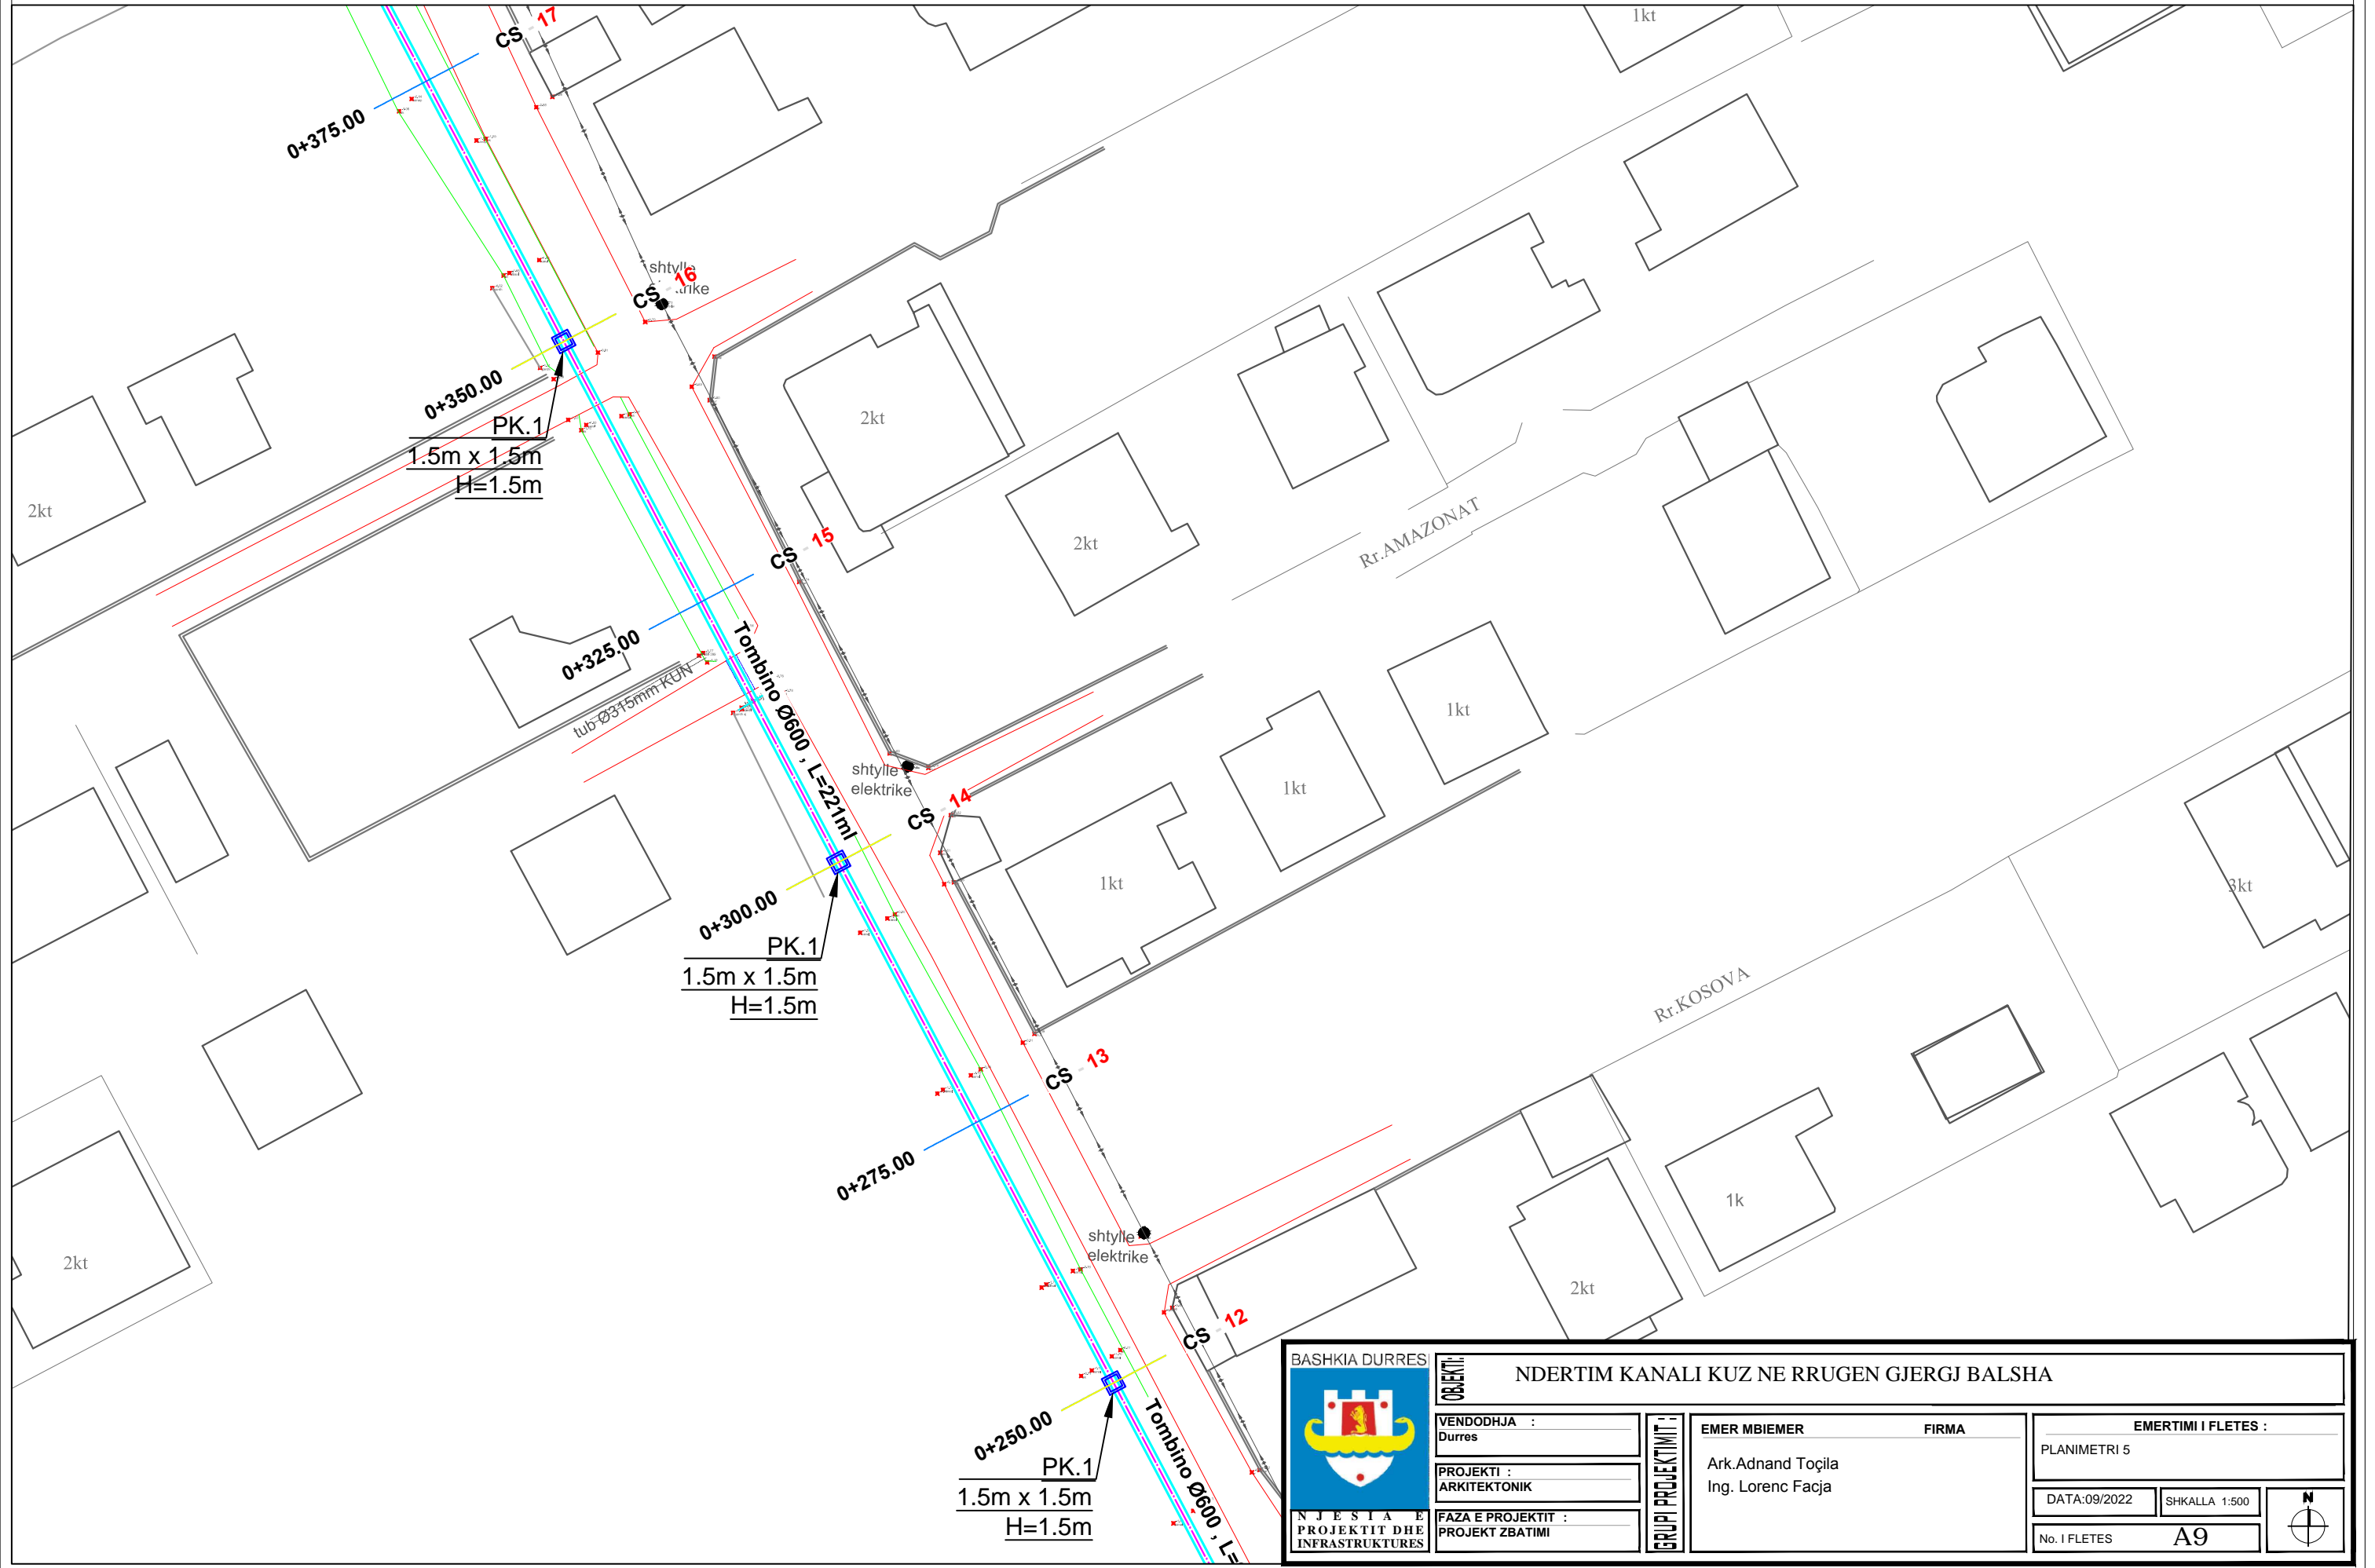 1kt
CS - 17
0+375.00
shtylle
CS - 16
0+350.00
PK.1
1.5m x 1.5m
H=1.5m
2kt
2kt
2kt
Rr.AMAZONAT
CS - 15
0+325.00
tub Ø315mm KUN
Tombino Ø600 , L=221ml
shtylle
elektrike
CS - 14
1kt
1kt
1kt
3kt
0+300.00
PK.1
1.5m x 1.5m
H=1.5m
Rr.KOSOVA
CS - 13
0+275.00
1k
2kt
2kt
shtylle
elektrike
CS - 12
0+250.00
PK.1
1.5m x 1.5m
H=1.5m
Tombino Ø600 , L=
BASHKIA DURRES
NJESIA E
PROJEKTIT DHE
INFRASTRUKTURES
OBJEKTI:
NDERTIM KANALI KUZ NE RRUGEN GJERGJ BALSHA
VENDODHJA :
Durres
PROJEKTI :
ARKITEKTONIK
FAZA E PROJEKTIT :
PROJEKT ZBATIMI
GRUPI PROJEKTIMIT :
EMER MBIEMER FIRMA
Ark.Adnand Toçila
Ing. Lorenc Facja
EMERTIMI I FLETES :
PLANIMETRI 5
DATA:09/2022
SHKALLA 1:500
No. I FLETES A9
N